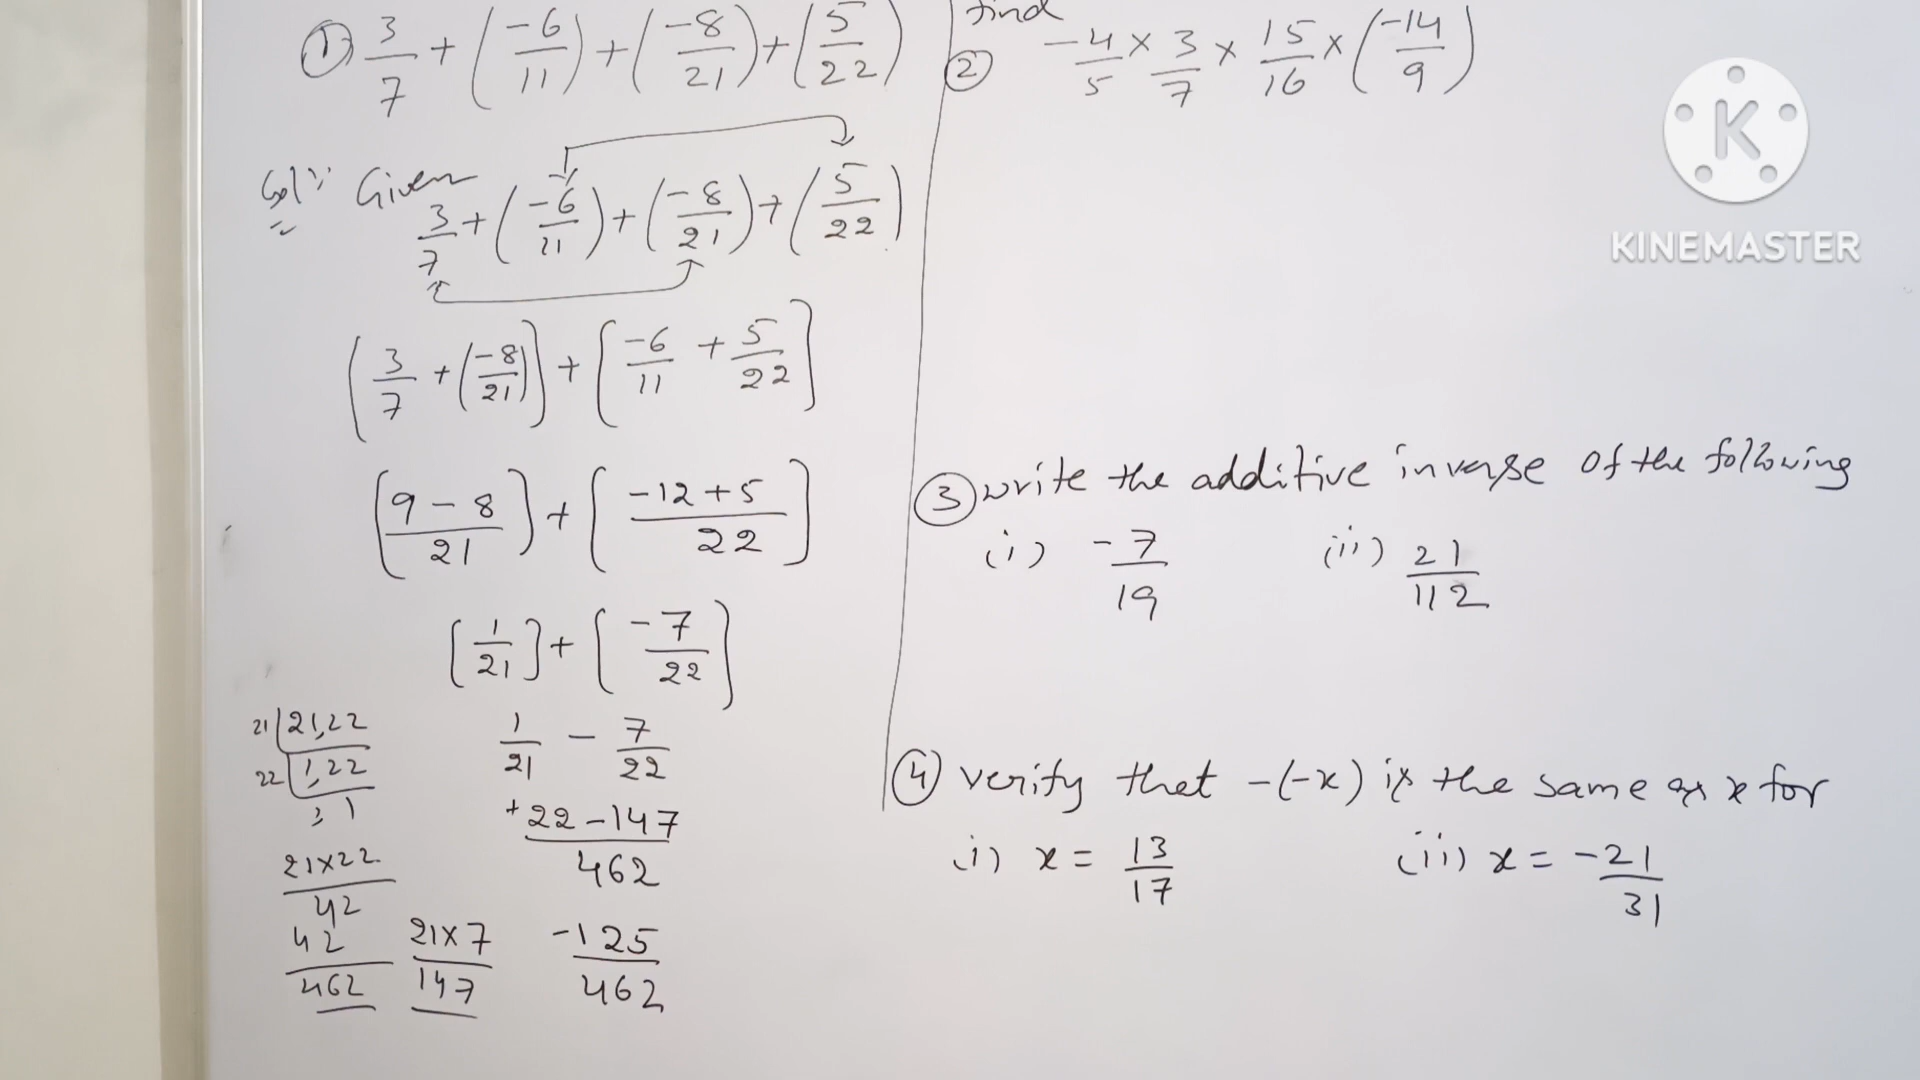 ① 3/7 + (-6/11) + (-8/21) + (5/22)
Sol: Given
3/7 + (-6/11) + (-8/21) + (5/22)
(3/7 + (-8/21)) + [-6/11 + 5/22]
[9 - 8/21] + [-12 + 5/22]
[1/21] + [-7/22]
1/21 - 7/22
+22 - 147/462
-125/462
21 | 21, 22
22 | 1, 22
, 1
21×22
42
42
462
21×7
147
find
② -4/5 × 3/7 × 15/16 × (-14/9)
③ write the additive inverse of the following
(i) -7/19 (ii) 21/112
④ verify that -(-x) is the same as x for
(i) x = 13/17 (ii) x = -21/31
K
KINEMASTER